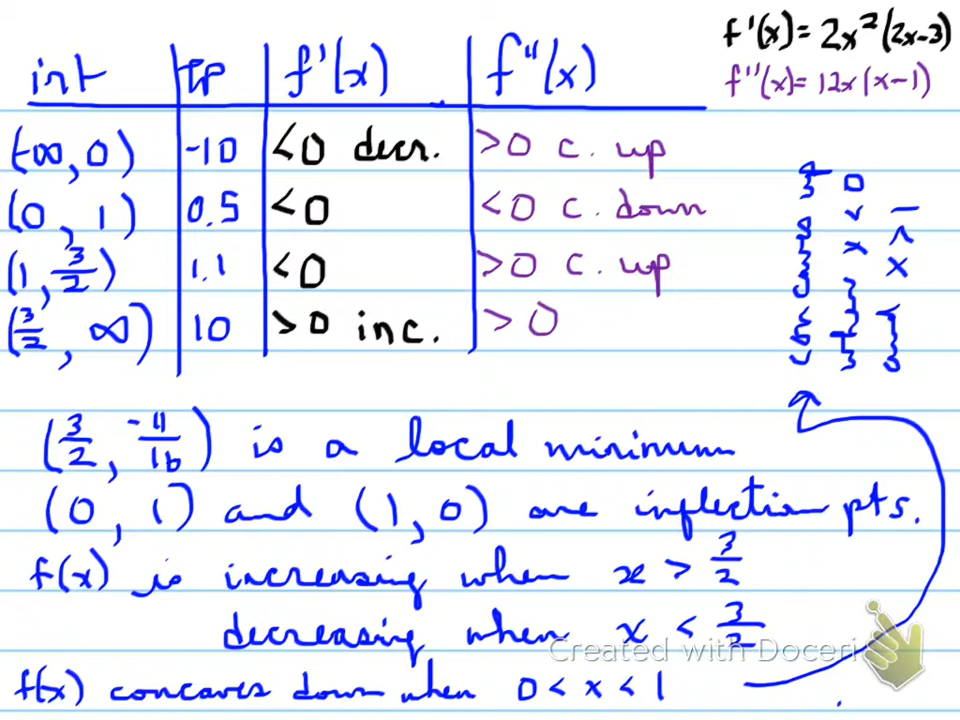 f'(x) = 2x²(2x-3)
f''(x) = 12x(x-1)
int TP f'(x) f''(x)
(-∞, 0) -10 <0 decr. >0 c. up
(0, 1) 0.5 <0 <0 c. down
(1, 3/2) 1.1 <0 >0 c. up
(3/2, ∞) 10 >0 inc. >0
(3/2, -11/16) is a local minimum
(0, 1) and (1, 0) are inflection pts.
f(x) is increasing when x > 3/2
decreasing when x < 3/2
Created with Doceri
f(x) concaves down when 0 < x < 1